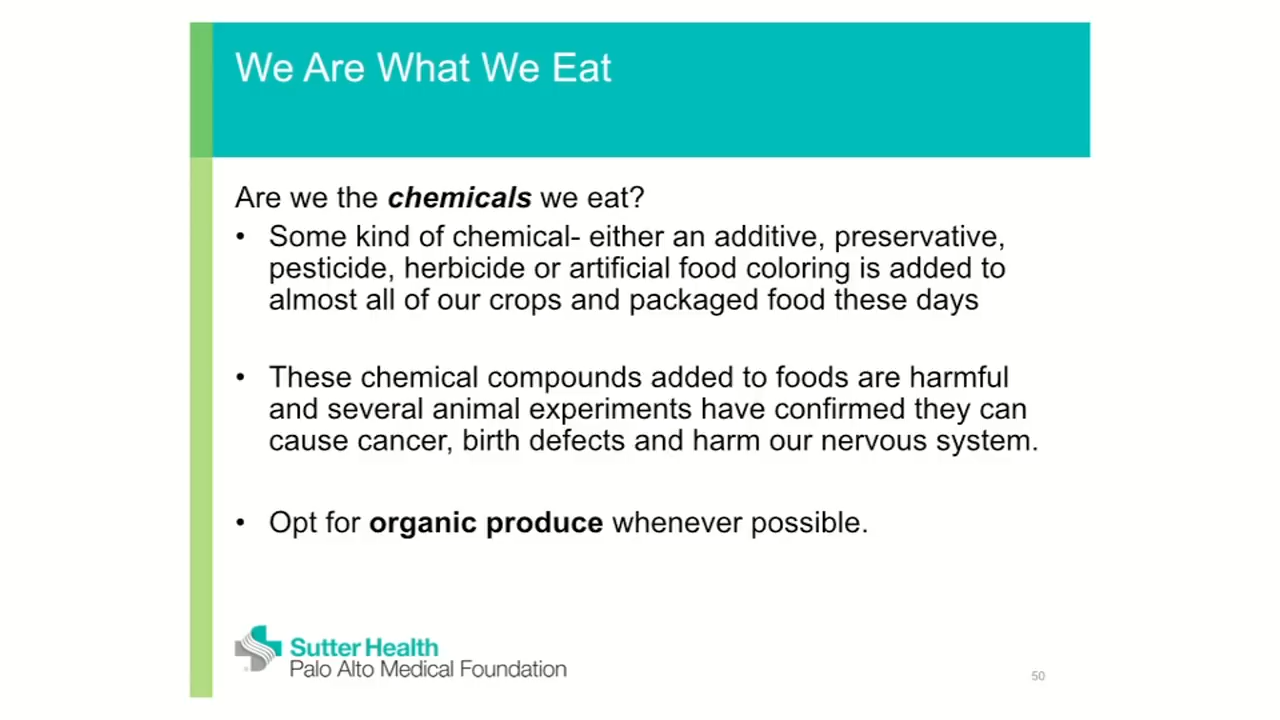 We Are What We Eat
Are we the chemicals we eat?
• Some kind of chemical- either an additive, preservative,
pesticide, herbicide or artificial food coloring is added to
almost all of our crops and packaged food these days
• These chemical compounds added to foods are harmful
and several animal experiments have confirmed they can
cause cancer, birth defects and harm our nervous system.
• Opt for organic produce whenever possible.
Sutter Health
Palo Alto Medical Foundation
50